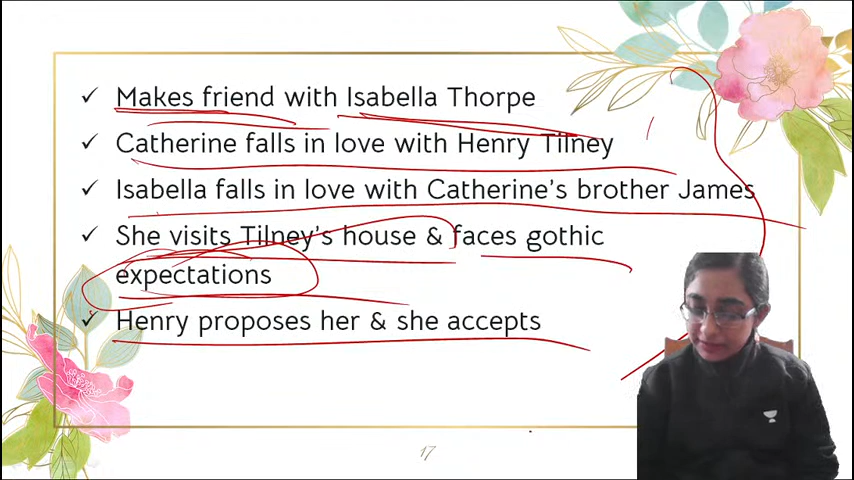 ✓ Makes friend with Isabella Thorpe
✓ Catherine falls in love with Henry Tilney
✓ Isabella falls in love with Catherine's brother James
✓ She visits Tilney's house & faces gothic
expectations
✓ Henry proposes her & she accepts
17